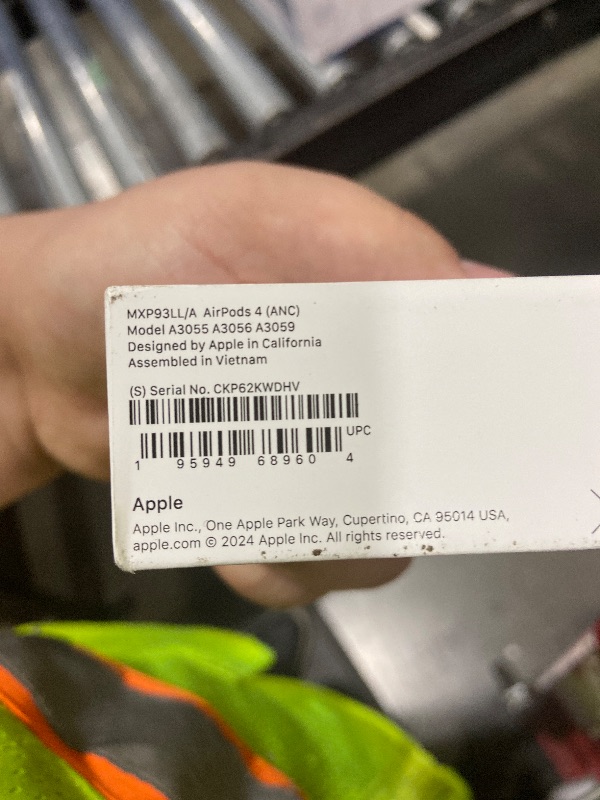 MXP93LL/A AirPods 4 (ANC)
Model A3055 A3056 A3059
Designed by Apple in California
Assembled in Vietnam
(S) Serial No. CKP62KWDHV
UPC
1 95949 68960 4
Apple
Apple Inc., One Apple Park Way, Cupertino, CA 95014 USA,
apple.com © 2024 Apple Inc. All rights reserved.